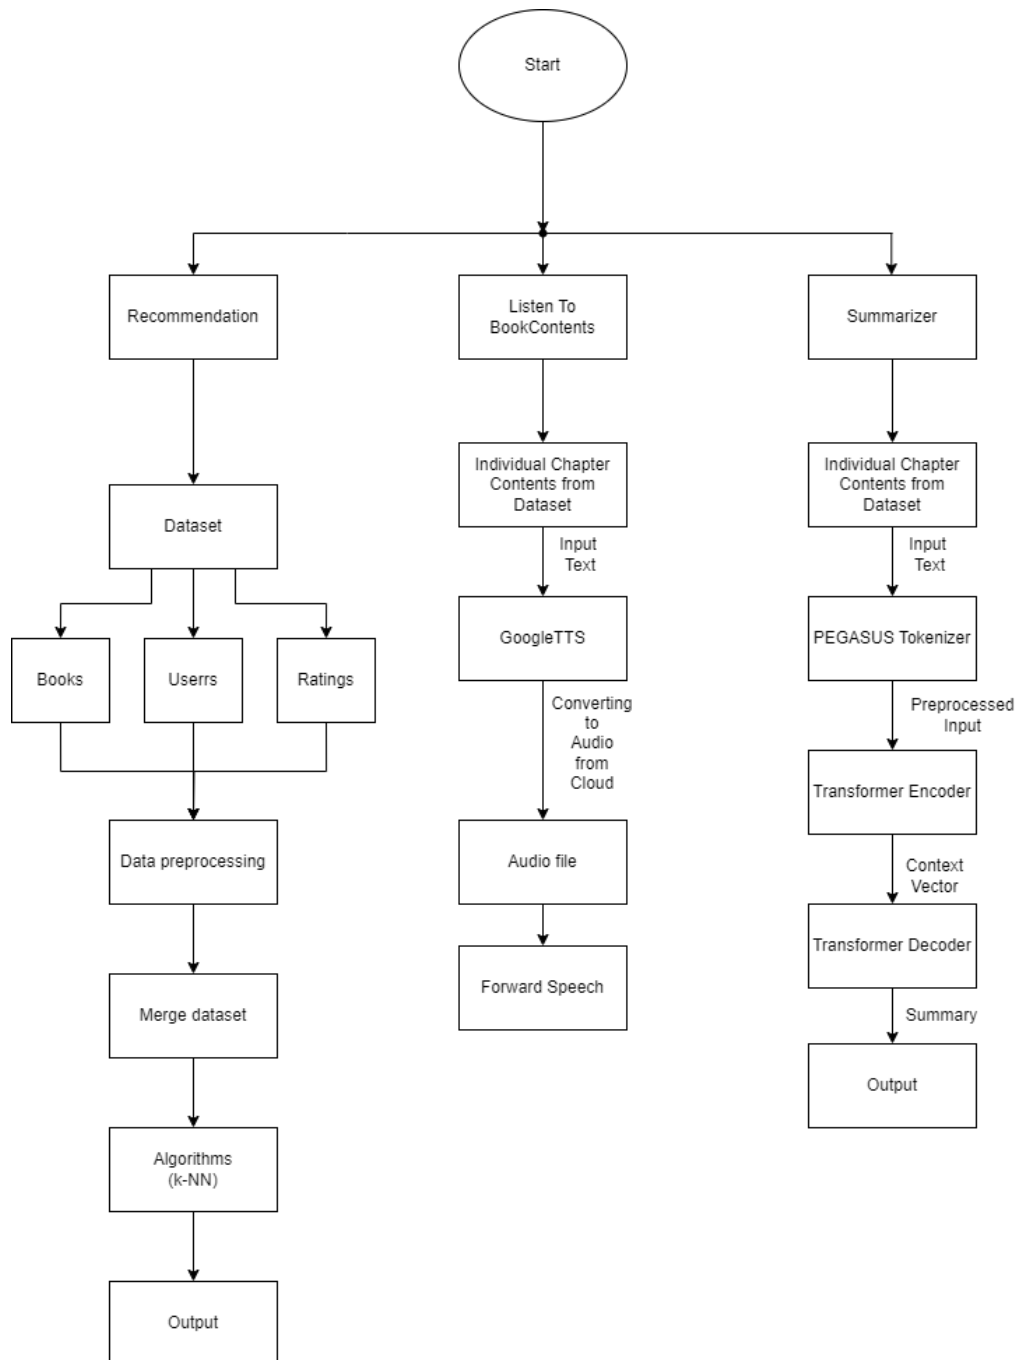 Start
Recommendation
Listen To
BookContents
Summarizer
Individual Chapter
Contents from
Dataset
Individual Chapter
Contents from
Dataset
Dataset
Input
Text
Input
Text
GoogleTTS
PEGASUS Tokenizer
Books
Userrs
Ratings
Converting
to
Audio
from
Cloud
Preprocessed
Input
Transformer Encoder
Data preprocessing
Audio file
Context
Vector
Transformer Decoder
Forward Speech
Merge dataset
Summary
Output
Algorithms
(k-NN)
Output